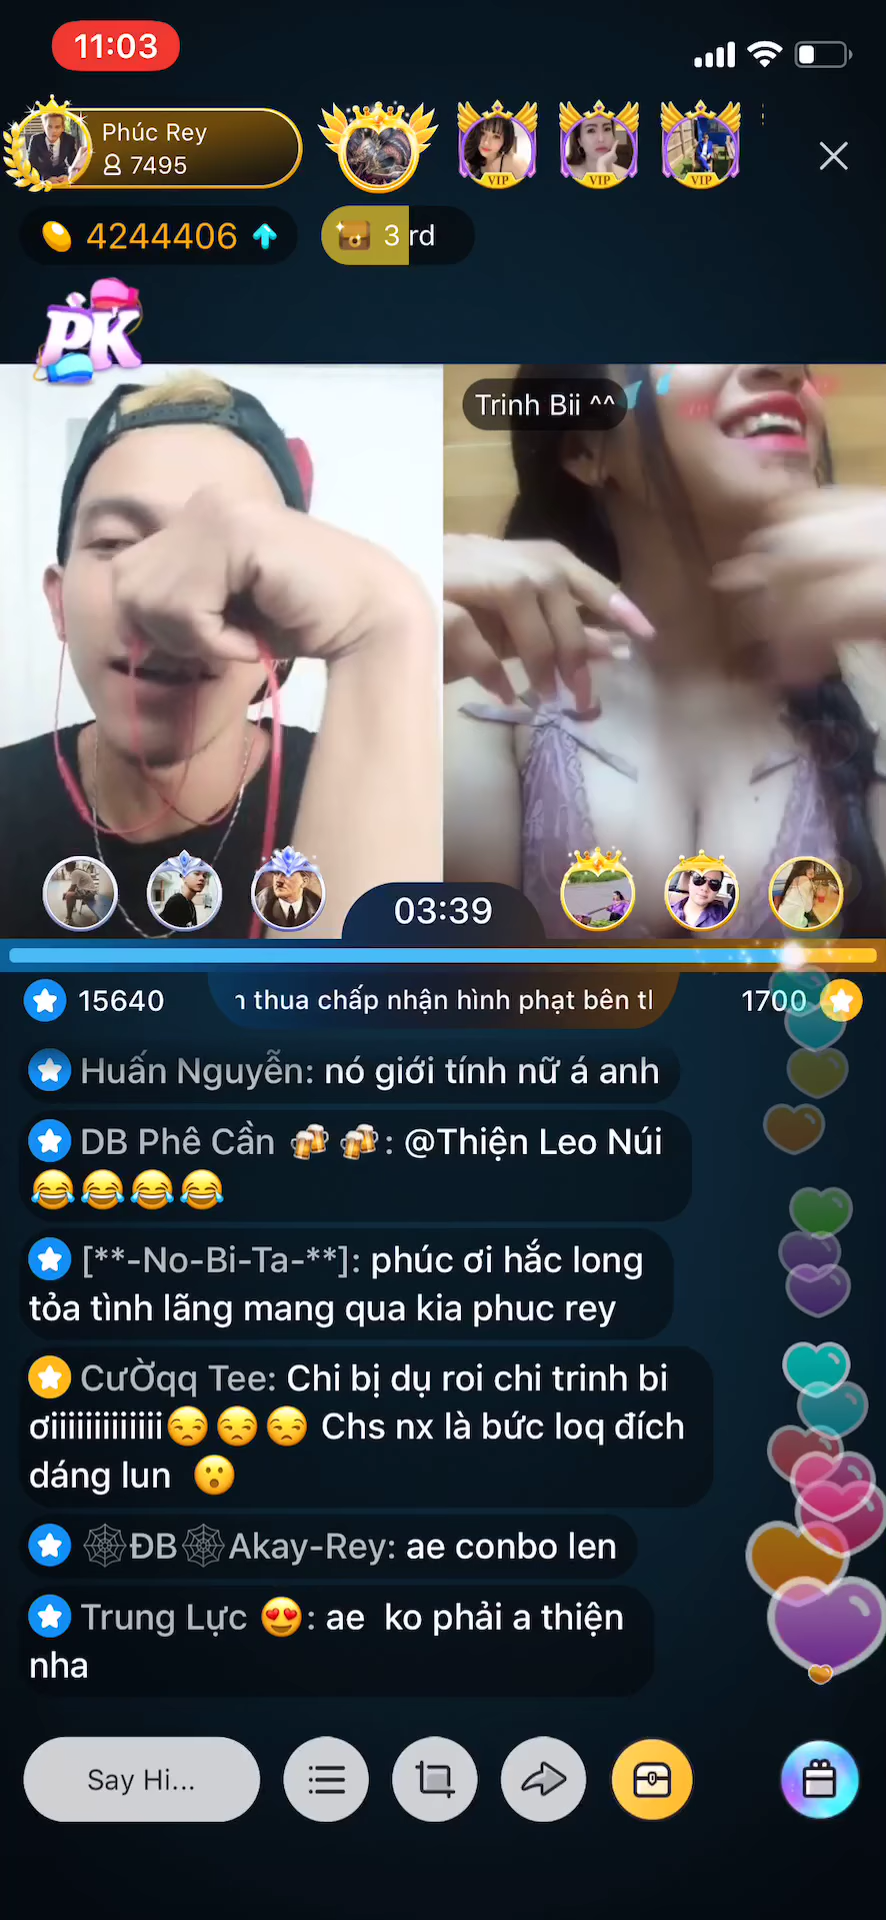 11:03
Phúc Rey
7495
VIP
VIP
VIP
4244406
3 rd
PK
Trinh Bii ^^
03:39
15640
thua chấp nhận hình phạt bên
1700
Huấn Nguyễn: nó giới tính nữ á anh
DB Phê Cần 🍻 🍻: @Thiện Leo Núi
😂😂😂😂
[**-No-Bi-Ta-**]: phúc ơi hắc long
tỏa tình lãng mang qua kia phuc rey
CưỜqq Tee: Chi bị dụ roi chi trinh bi
ơiiiiiiiiiiiii😒😒😒 Chs nx là bức loq đích
dáng lun 😮
🕸ĐB🕸Akay-Rey: ae conbo len
Trung Lực 😍: ae ko phải a thiện
nha
Say Hi...